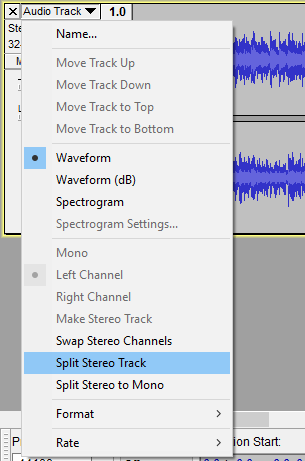 Audio Track 1.0
Name...
Move Track Up
Move Track Down
Move Track to Top
Move Track to Bottom
Waveform
Waveform (dB)
Spectrogram
Spectrogram Settings...
Mono
Left Channel
Right Channel
Make Stereo Track
Swap Stereo Channels
Split Stereo Track
Split Stereo to Mono
Format
Rate
ion Start: